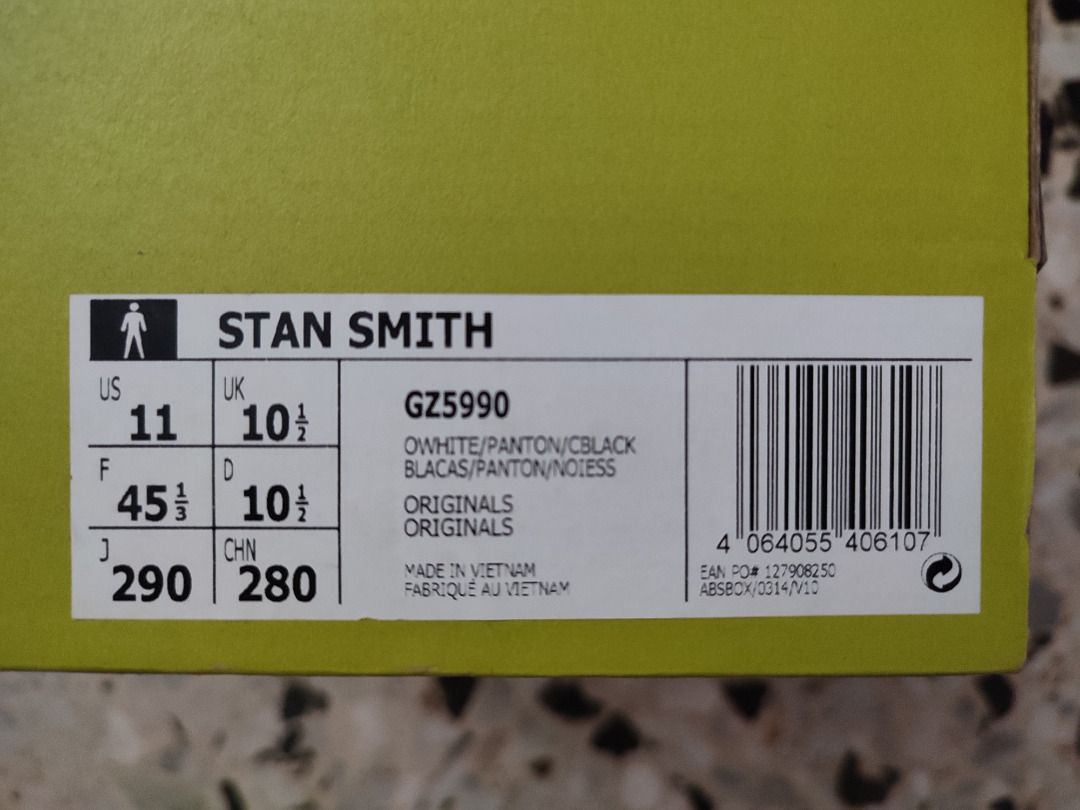 STAN SMITH
US 11
UK 10 1/2
F 45 1/3
D 10 1/2
J 290
CHN 280
GZ5990
OWHITE/PANTON/CBLACK
BLACAS/PANTON/NOIESS
ORIGINALS
ORIGINALS
MADE IN VIETNAM
FABRIQUÉ AU VIETNAM
4 064055 406107
EAN PO# 127908250
ABSBOX/0314/V10